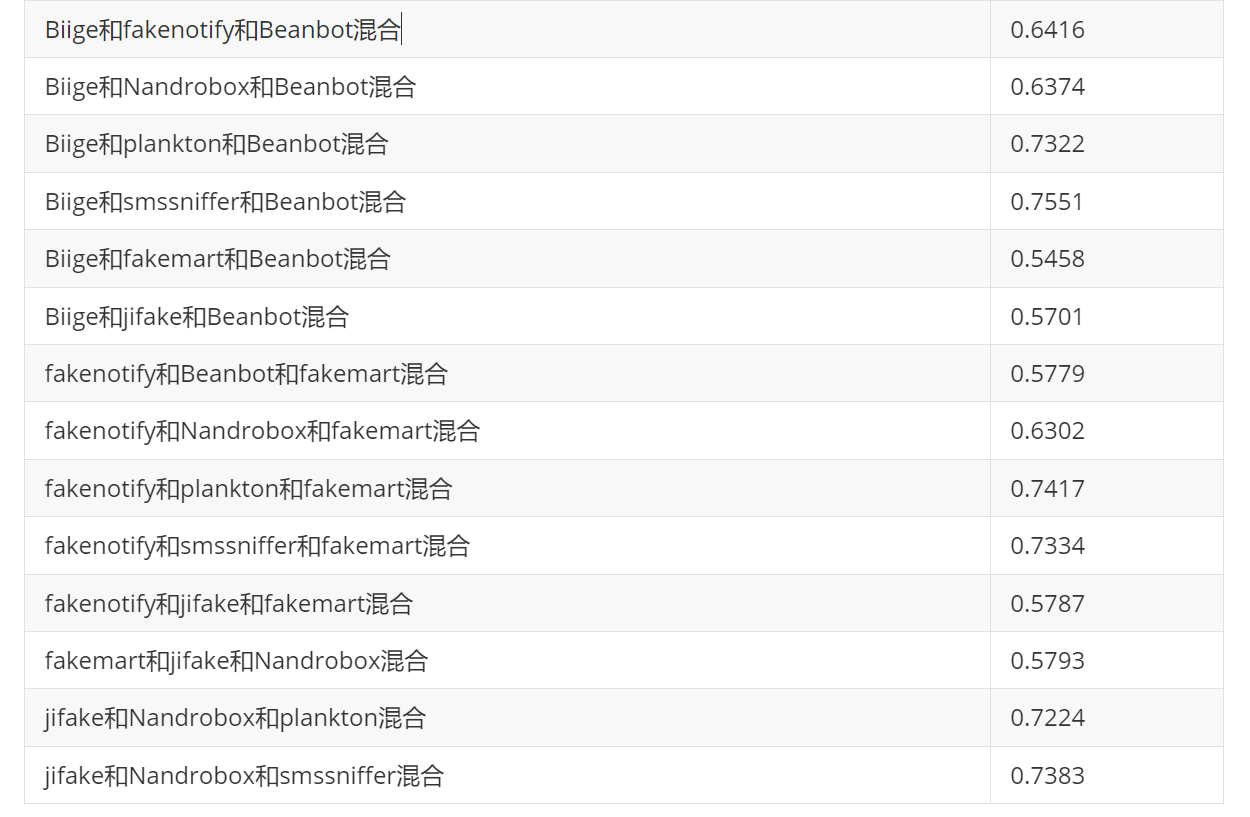 Biige和fakenotify和Beanbot混合 0.6416
Biige和Nandrobox和Beanbot混合 0.6374
Biige和plankton和Beanbot混合 0.7322
Biige和smssniffer和Beanbot混合 0.7551
Biige和fakemart和Beanbot混合 0.5458
Biige和jifake和Beanbot混合 0.5701
fakenotify和Beanbot和fakemart混合 0.5779
fakenotify和Nandrobox和fakemart混合 0.6302
fakenotify和plankton和fakemart混合 0.7417
fakenotify和smssniffer和fakemart混合 0.7334
fakenotify和jifake和fakemart混合 0.5787
fakemart和jifake和Nandrobox混合 0.5793
jifake和Nandrobox和plankton混合 0.7224
jifake和Nandrobox和smssniffer混合 0.7383